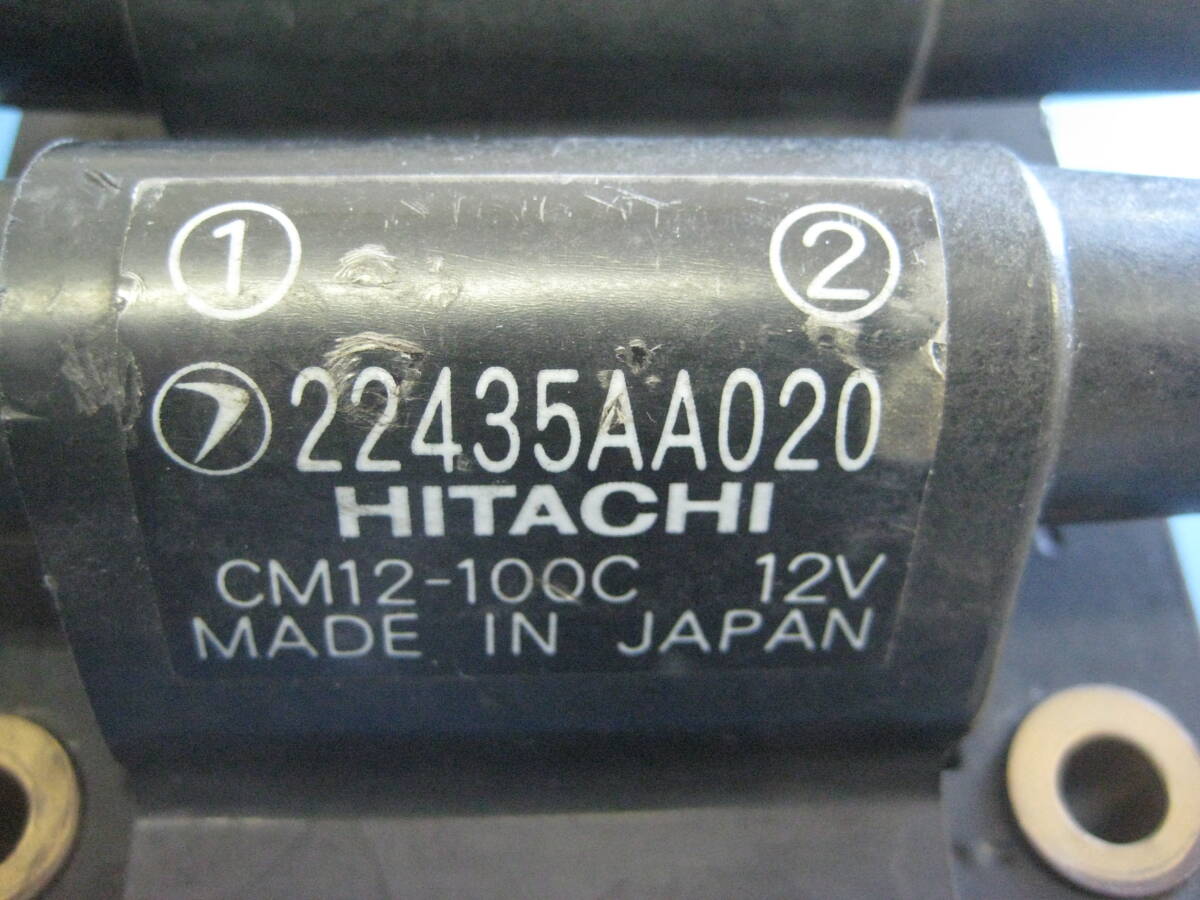 ① ②
22435AA020
HITACHI
CM12-100C 12V
MADE IN JAPAN